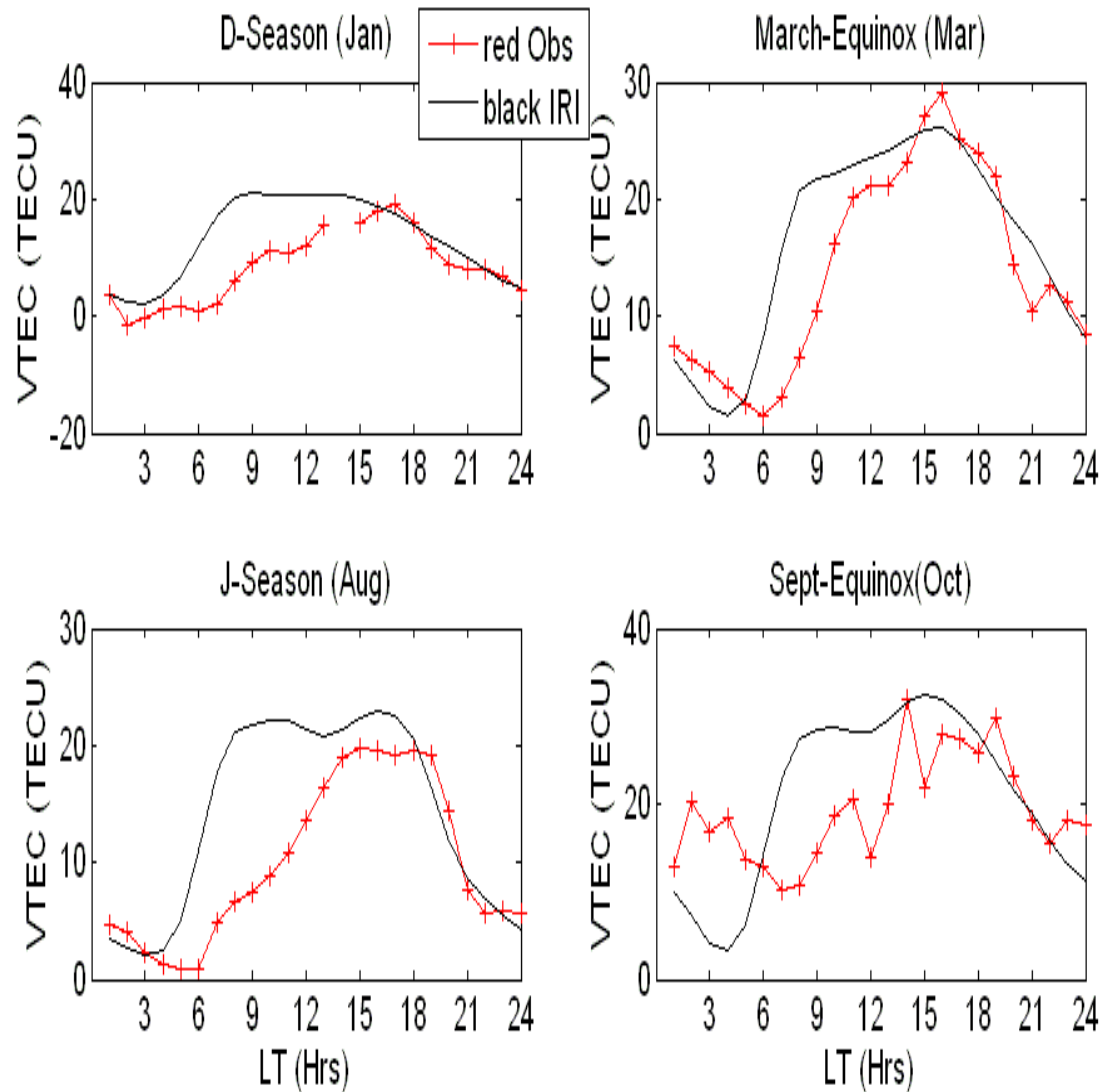 D-Season (Jan)
red Obs
black IRI
March-Equinox (Mar)
VTEC (TECU)
40
20
0
-20
3 6 9 12 15 18 21 24
VTEC (TECU)
30
20
10
0
3 6 9 12 15 18 21 24
J-Season (Aug)
Sept-Equinox(Oct)
VTEC (TECU)
30
20
10
0
3 6 9 12 15 18 21 24
LT (Hrs)
VTEC (TECU)
40
20
0
3 6 9 12 15 18 21 24
LT (Hrs)